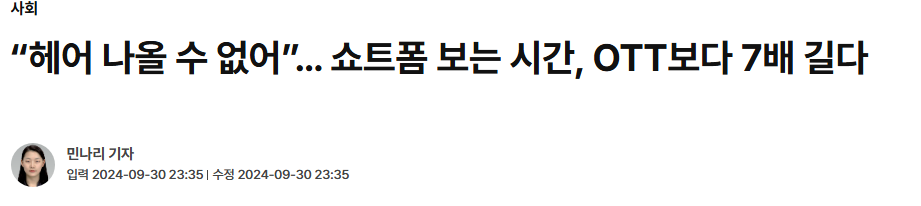 사회
“헤어 나올 수 없어”... 쇼트폼 보는 시간, OTT보다 7배 길다
민나리 기자
입력 2024-09-30 23:35 | 수정 2024-09-30 23:35